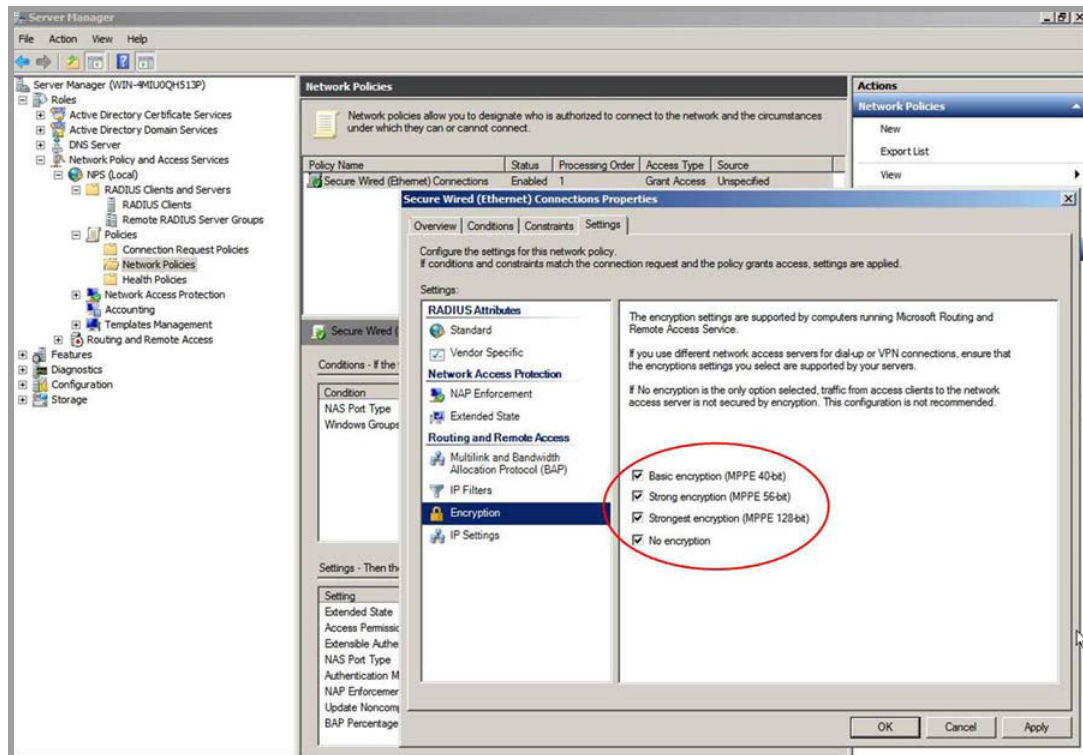 Server Manager
File Action View Help
Server Manager (WIN-4MIU0QH513P)
Roles
Active Directory Certificate Services
Active Directory Domain Services
DNS Server
Network Policy and Access Services
NPS (Local)
RADIUS Clients and Servers
RADIUS Clients
Remote RADIUS Server Groups
Policies
Connection Request Policies
Network Policies
Health Policies
Network Access Protection
Accounting
Templates Management
Routing and Remote Access
Features
Diagnostics
Configuration
Storage
Network Policies
Network policies allow you to designate who is authorized to connect to the network and the circumstances
under which they can or cannot connect.
Policy Name Status Processing Order Access Type Source
Secure Wired (Ethernet) Connections Enabled 1 Grant Access Unspecified
Secure Wired (
Conditions - If the
Condition
NAS Port Type
Windows Groups
Settings - Then the
Setting
Extended State
Access Permissic
Extensible Authe
NAS Port Type
Authentication M
NAP Enforcemer
Update Noncom
BAP Percentage
Actions
Network Policies
New
Export List
View
Secure Wired (Ethernet) Connections Properties
Overview Conditions Constraints Settings
Configure the settings for this network policy.
If conditions and constraints match the connection request and the policy grants access, settings are applied.
Settings:
RADIUS Attributes
Standard
Vendor Specific
Network Access Protection
NAP Enforcement
Extended State
Routing and Remote Access
Multilink and Bandwidth
Allocation Protocol (BAP)
IP Filters
Encryption
IP Settings
The encryption settings are supported by computers running Microsoft Routing and
Remote Access Service.
If you use different network access servers for dial-up or VPN connections, ensure that
the encryptions settings you select are supported by your servers.
If No encryption is the only option selected, traffic from access clients to the network
access server is not secured by encryption. This configuration is not recommended.
Basic encryption (MPPE 40-bit)
Strong encryption (MPPE 56-bit)
Strongest encryption (MPPE 128-bit)
No encryption
OK Cancel Apply